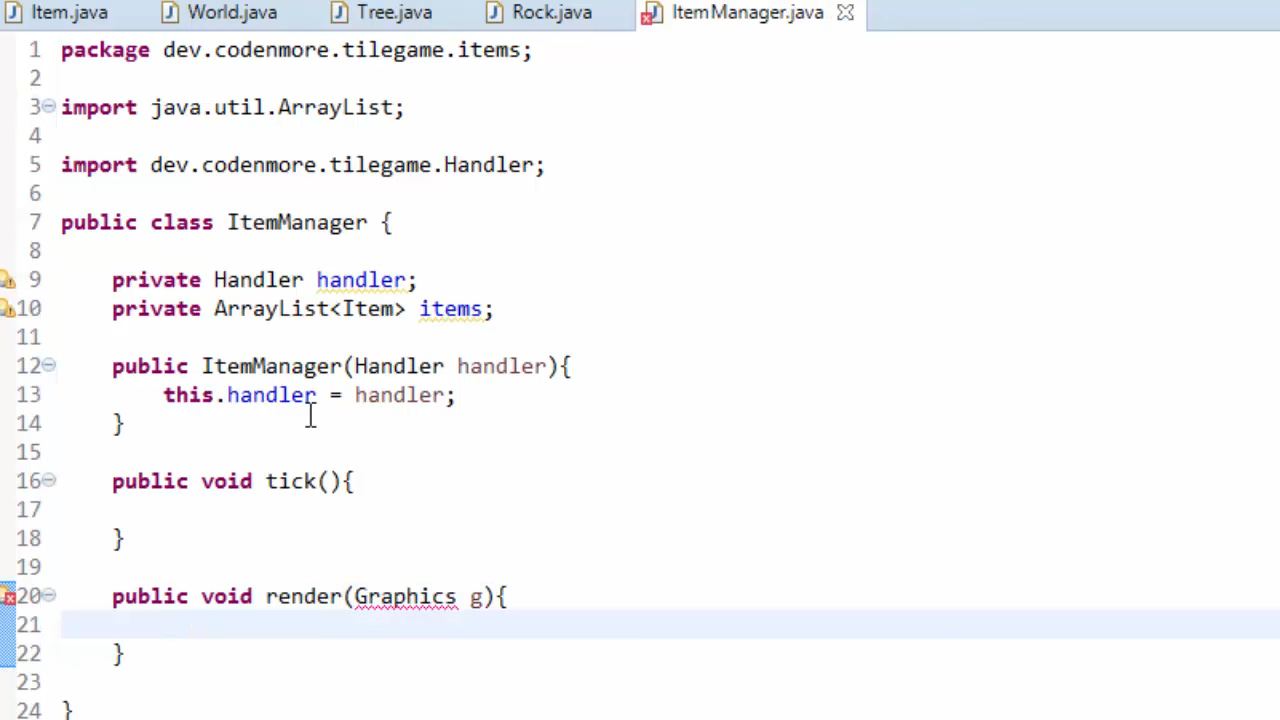 Item.java World.java Tree.java Rock.java ItemManager.java
1 package dev.codenmore.tilegame.items;
2
3 import java.util.ArrayList;
4
5 import dev.codenmore.tilegame.Handler;
6
7 public class ItemManager {
8
9 private Handler handler;
10 private ArrayList<Item> items;
11
12 public ItemManager(Handler handler){
13 this.handler = handler;
14 }
15
16 public void tick(){
17
18 }
19
20 public void render(Graphics g){
21
22 }
23
24 }